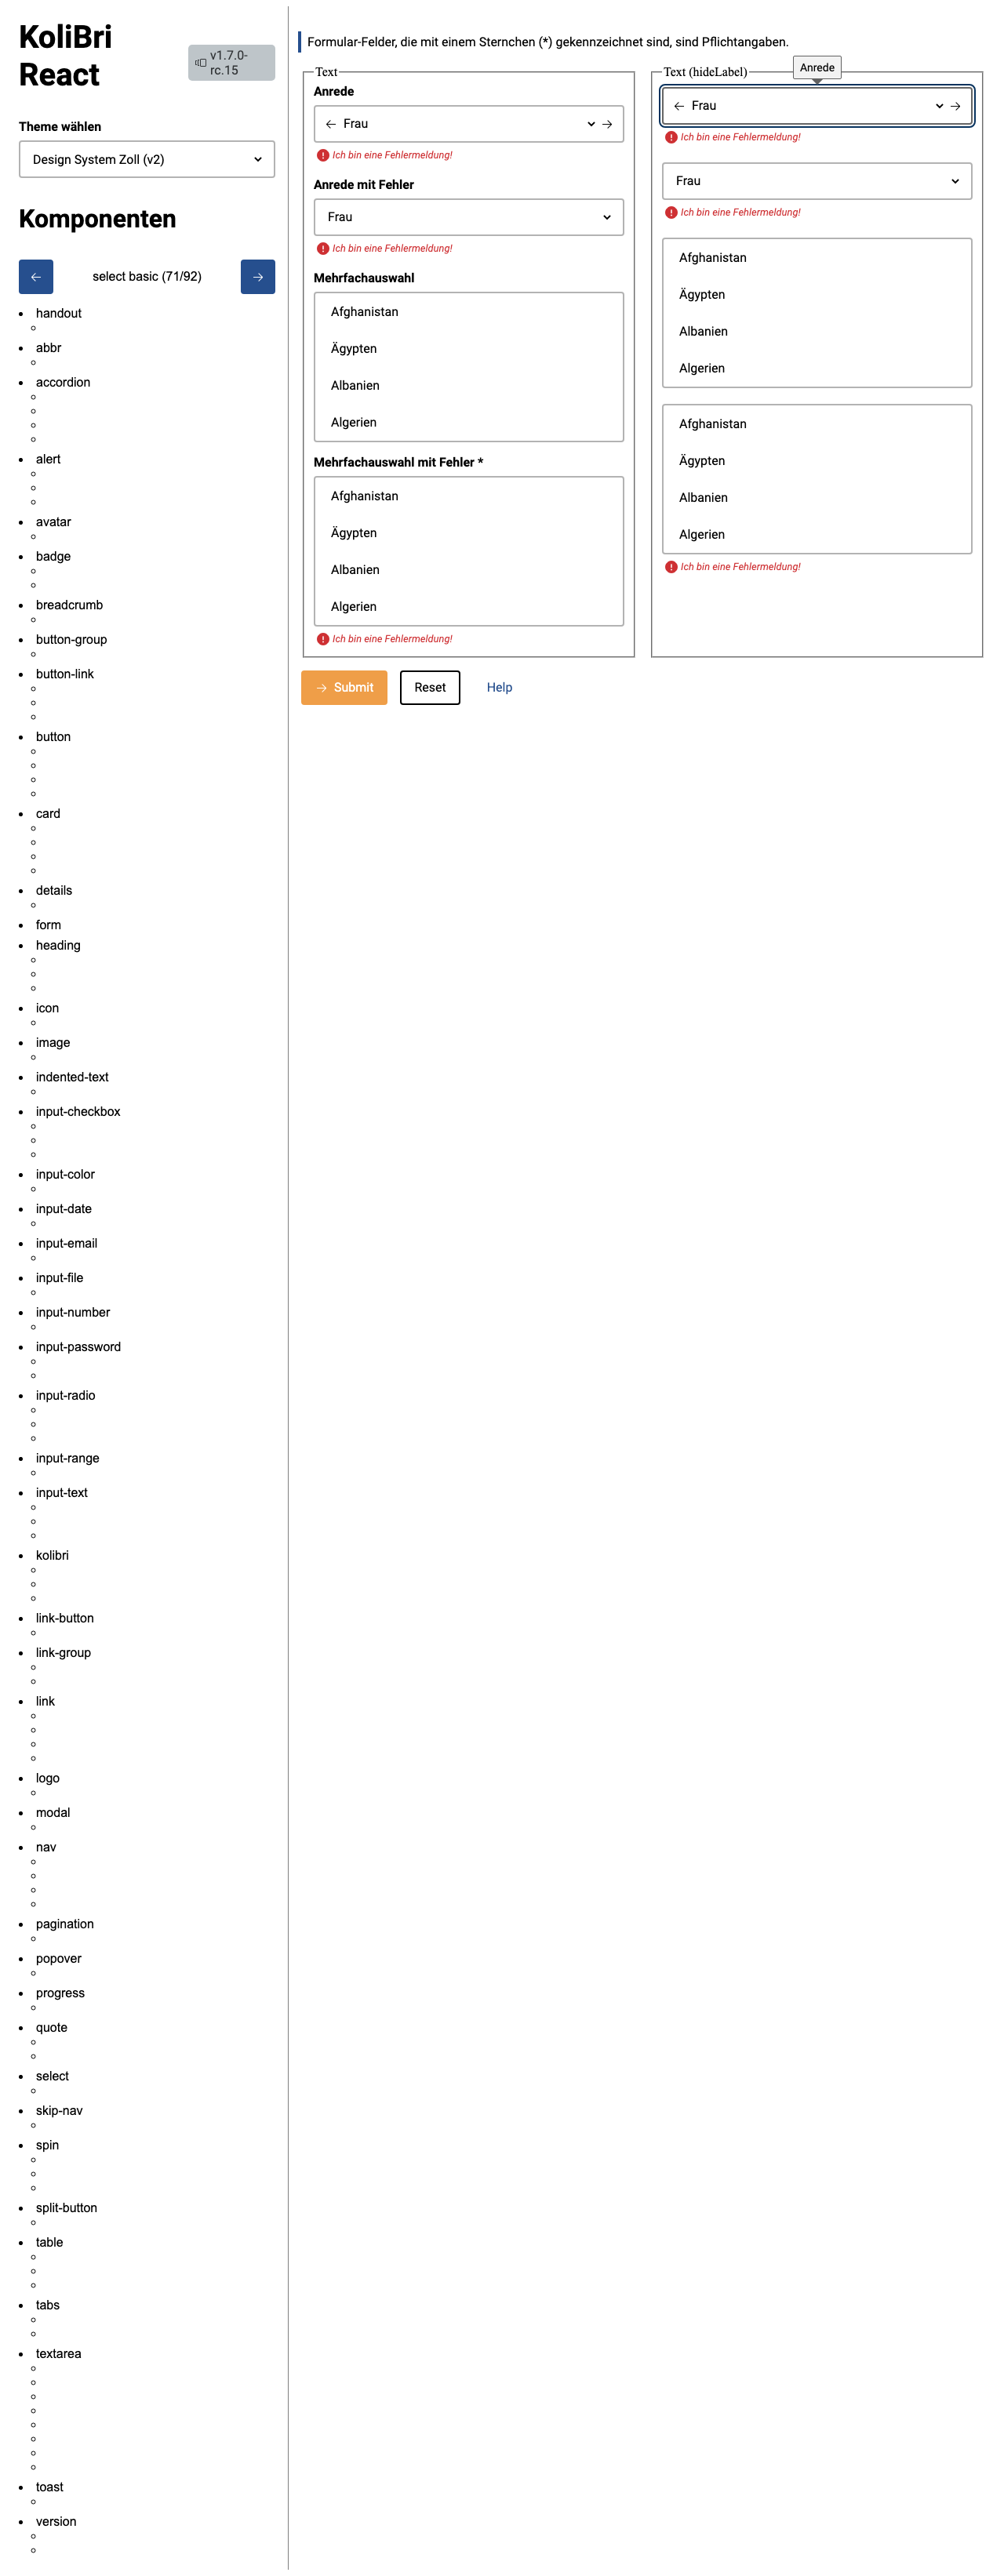 KoliBri
React
v1.7.0-
rc.15
Theme wählen
Design System Zoll (v2)
Komponenten
select basic (71/92)
handout
abbr
accordion
alert
avatar
badge
breadcrumb
button-group
button-link
button
card
details
form
heading
icon
image
indented-text
input-checkbox
input-color
input-date
input-email
input-file
input-number
input-password
input-radio
input-range
input-text
kolibri
link-button
link-group
link
logo
modal
nav
pagination
popover
progress
quote
select
skip-nav
spin
split-button
table
tabs
textarea
toast
version
Formular-Felder, die mit einem Sternchen (*) gekennzeichnet sind, sind Pflichtangaben.
Text
Anrede
Frau
Ich bin eine Fehlermeldung!
Anrede mit Fehler
Frau
Ich bin eine Fehlermeldung!
Mehrfachauswahl
Afghanistan
Ägypten
Albanien
Algerien
Mehrfachauswahl mit Fehler *
Afghanistan
Ägypten
Albanien
Algerien
Ich bin eine Fehlermeldung!
Text (hideLabel)
Anrede
Frau
Ich bin eine Fehlermeldung!
Frau
Ich bin eine Fehlermeldung!
Afghanistan
Ägypten
Albanien
Algerien
Afghanistan
Ägypten
Albanien
Algerien
Ich bin eine Fehlermeldung!
Submit
Reset
Help